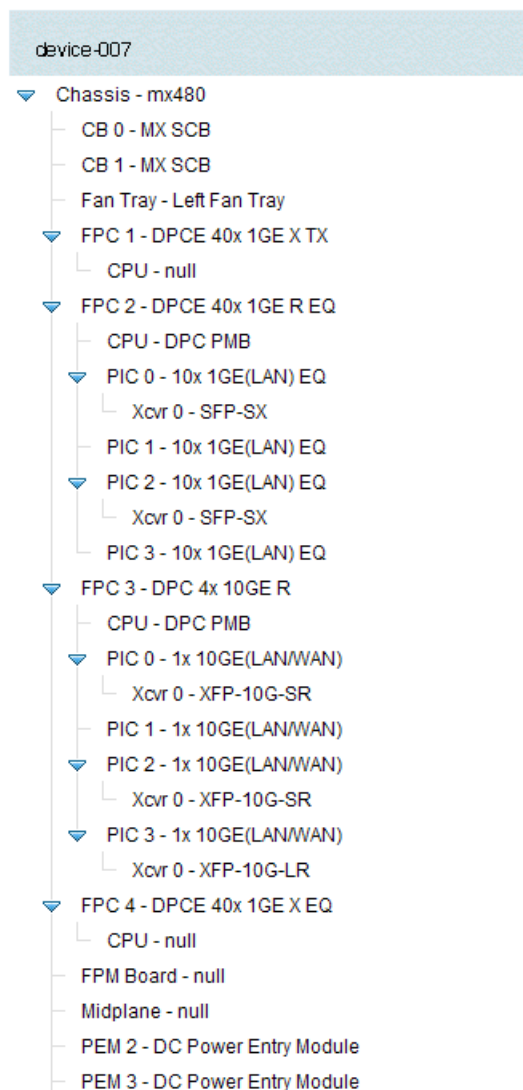 device-007
Chassis - mx480
CB 0 - MX SCB
CB 1 - MX SCB
Fan Tray - Left Fan Tray
FPC 1 - DPCE 40x 1GE X TX
CPU - null
FPC 2 - DPCE 40x 1GE R EQ
CPU - DPC PMB
PIC 0 - 10x 1GE(LAN) EQ
Xcvr 0 - SFP-SX
PIC 1 - 10x 1GE(LAN) EQ
PIC 2 - 10x 1GE(LAN) EQ
Xcvr 0 - SFP-SX
PIC 3 - 10x 1GE(LAN) EQ
FPC 3 - DPC 4x 10GE R
CPU - DPC PMB
PIC 0 - 1x 10GE(LAN/WAN)
Xcvr 0 - XFP-10G-SR
PIC 1 - 1x 10GE(LAN/WAN)
PIC 2 - 1x 10GE(LAN/WAN)
Xcvr 0 - XFP-10G-SR
PIC 3 - 1x 10GE(LAN/WAN)
Xcvr 0 - XFP-10G-LR
FPC 4 - DPCE 40x 1GE X EQ
CPU - null
FPM Board - null
Midplane - null
PEM 2 - DC Power Entry Module
PEM 3 - DC Power Entry Module